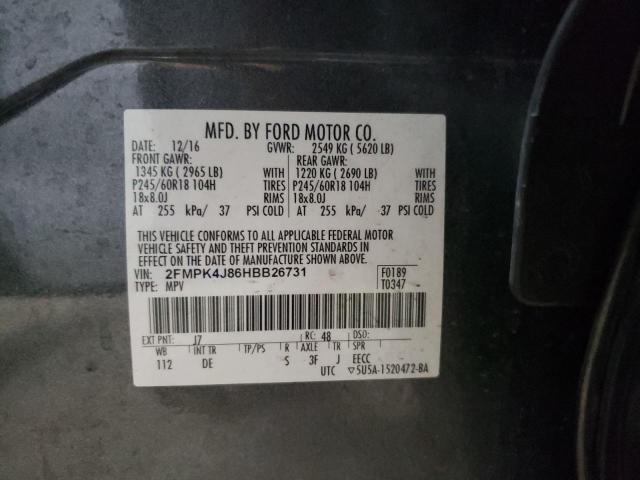 MFD. BY FORD MOTOR CO.
DATE: 12/16 GVWR: 2549 KG ( 5620 LB)
FRONT GAWR: REAR GAWR:
1345 KG ( 2965 LB) WITH 1220 KG ( 2690 LB) WITH
P245/60R18 104H TIRES P245/60R18 104H TIRES
18x8.0J RIMS 18x8.0J RIMS
AT 255 kPa/ 37 PSI COLD AT 255 kPa/ 37 PSI COLD
THIS VEHICLE CONFORMS TO ALL APPLICABLE FEDERAL MOTOR
VEHICLE SAFETY AND THEFT PREVENTION STANDARDS IN
EFFECT ON THE DATE OF MANUFACTURE SHOWN ABOVE.
VIN: 2FMPK4J86HBB26731 F0189
TYPE: MPV T0347
EXT PNT: J7 RC: 48 DSO:
WB INT TR TP/PS R AXLE TR SPR
112 DE S 3F J EECC
UTC ▽5U5A-1520472-BA